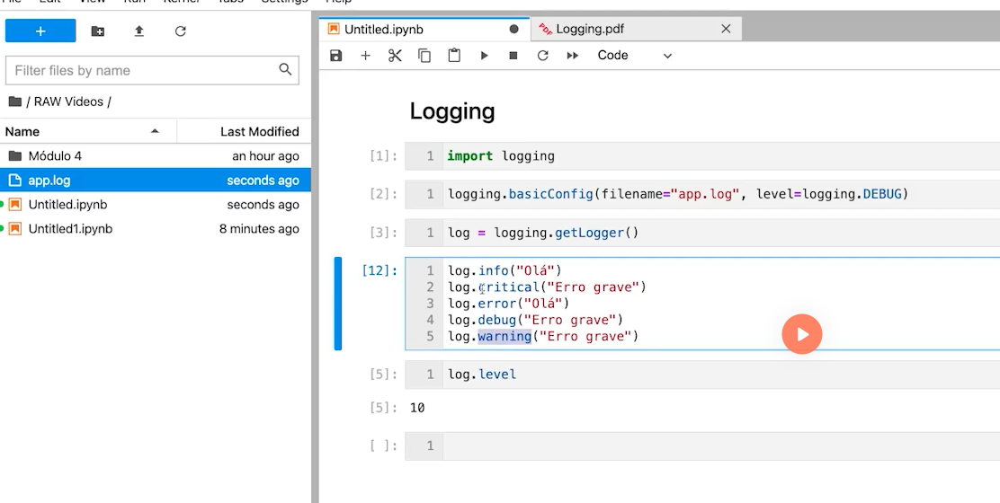 File Edit View Run Kernel Tabs Settings Help
Untitled.ipynb
Logging.pdf
Code
Filter files by name
/ RAW Videos /
Name Last Modified
Módulo 4 an hour ago
app.log seconds ago
Untitled.ipynb seconds ago
Untitled1.ipynb 8 minutes ago
Logging
[1]: 1 import logging
[2]: 1 logging.basicConfig(filename="app.log", level=logging.DEBUG)
[3]: 1 log = logging.getLogger()
[12]: 1 log.info("Olá")
2 log.critical("Erro grave")
3 log.error("Olá")
4 log.debug("Erro grave")
5 log.warning("Erro grave")
[5]: 1 log.level
[5]: 10
[ ]: 1